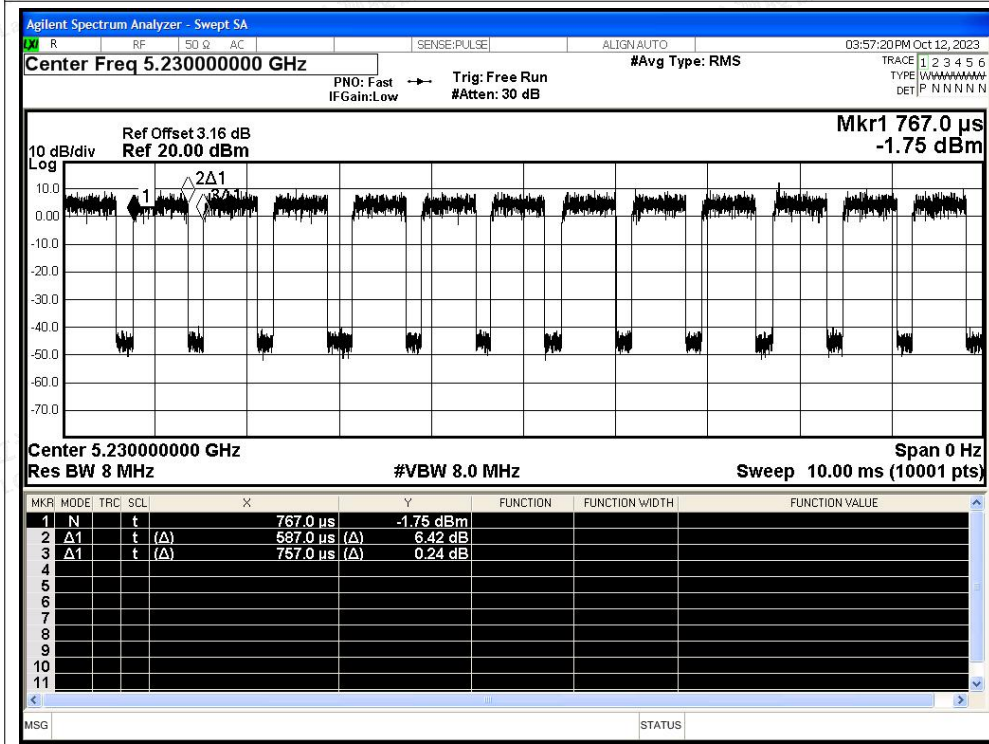 Agilent Spectrum Analyzer - Swept SA
LXI R RF 50 Ω AC SENSE:PULSE ALIGN AUTO 03:57:20 PM Oct 12, 2023
Center Freq 5.230000000 GHz #Avg Type: RMS TRACE 1 2 3 4 5 6
PNO: Fast Trig: Free Run TYPE
IFGain:Low #Atten: 30 dB DET P N N N N N
Mkr1 767.0 µs
Ref Offset 3.16 dB
10 dB/div Ref 20.00 dBm -1.75 dBm
Log
2Δ1
10.0 1 3Δ1
0.00
-10.0
-20.0
-30.0
-40.0
-50.0
-60.0
-70.0
Center 5.230000000 GHz Span 0 Hz
Res BW 8 MHz #VBW 8.0 MHz Sweep 10.00 ms (10001 pts)
MKR MODE TRC SCL X Y FUNCTION FUNCTION WIDTH FUNCTION VALUE
1 N t 767.0 µs -1.75 dBm
2 Δ1 t (Δ) 587.0 µs (Δ) 6.42 dB
3 Δ1 t (Δ) 757.0 µs (Δ) 0.24 dB
4
5
6
7
8
9
10
11
MSG STATUS